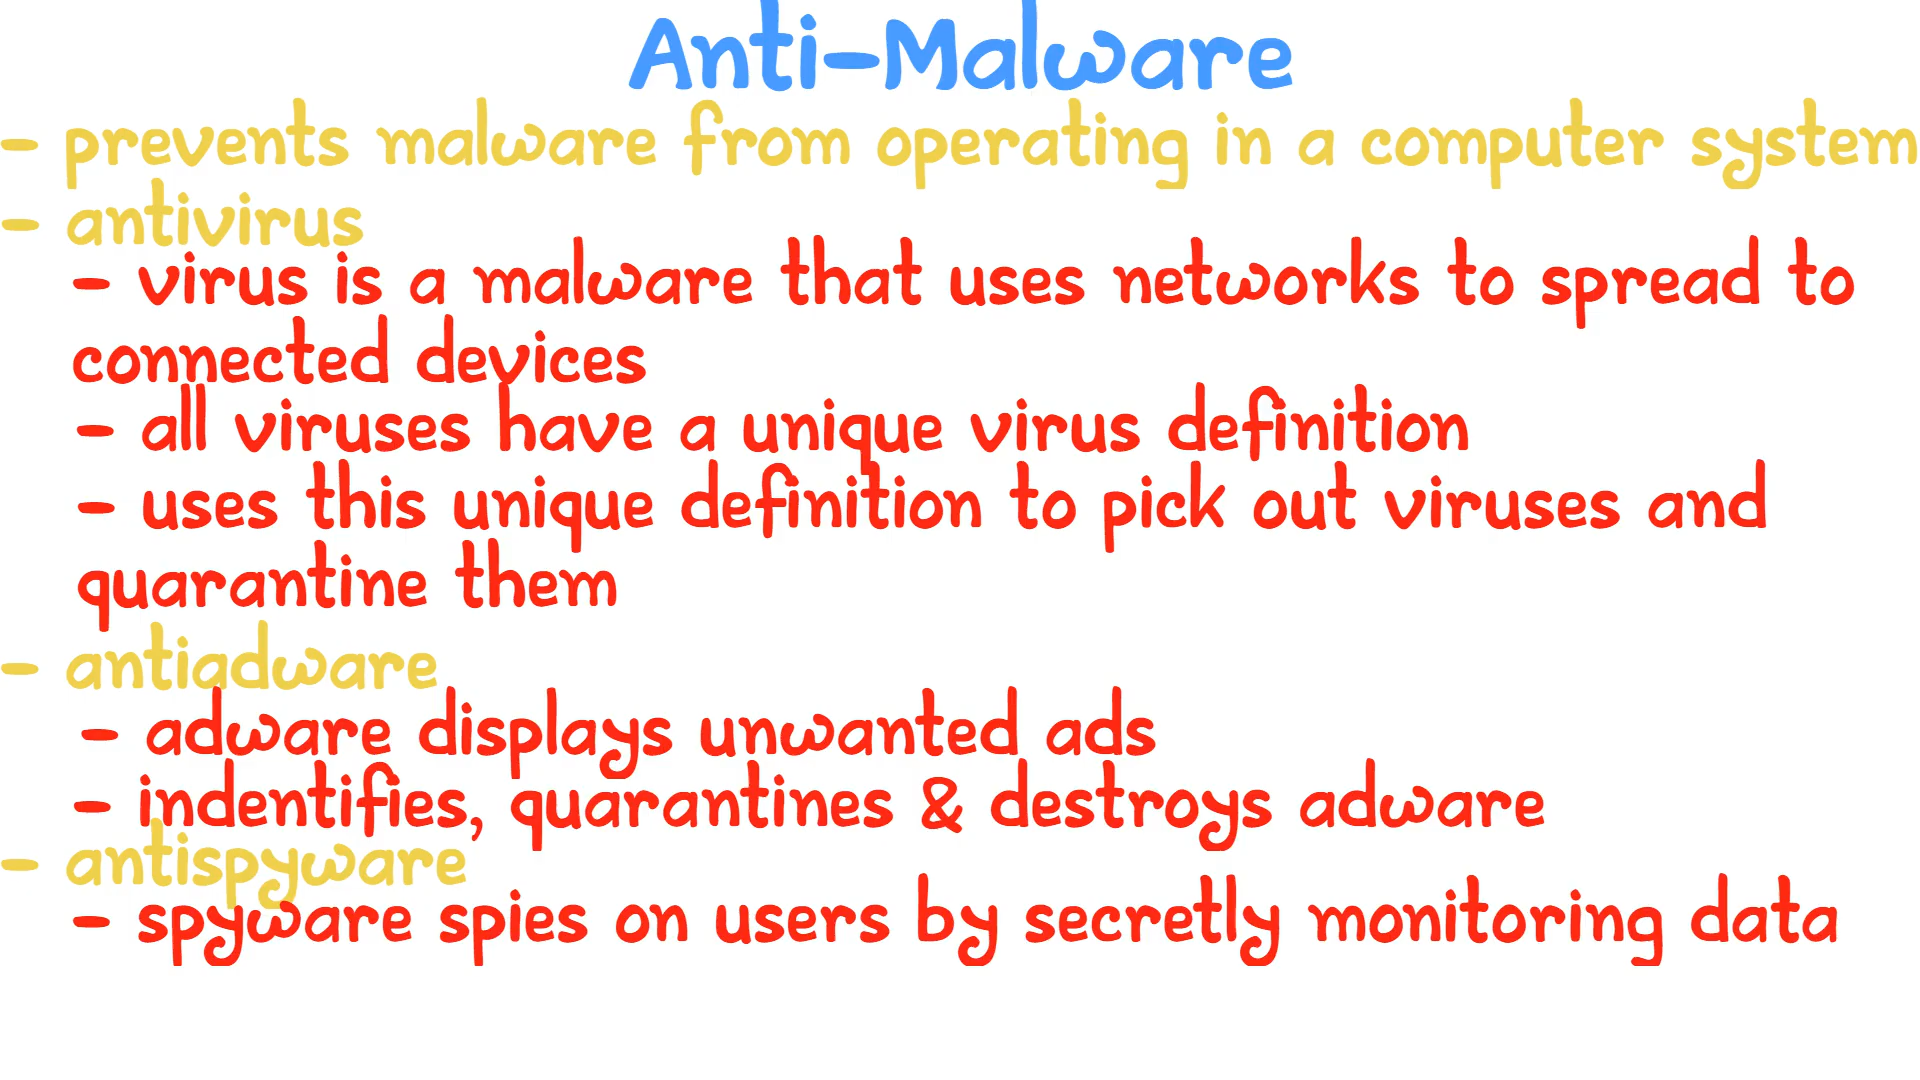 Anti-Malware
- prevents malware from operating in a computer system
- antivirus
- virus is a malware that uses networks to spread to
connected devices
- all viruses have a unique virus definition
- uses this unique definition to pick out viruses and
quarantine them
- antiadware
- adware displays unwanted ads
- indentifies, quarantines & destroys adware
- antispyware
- spyware spies on users by secretly monitoring data